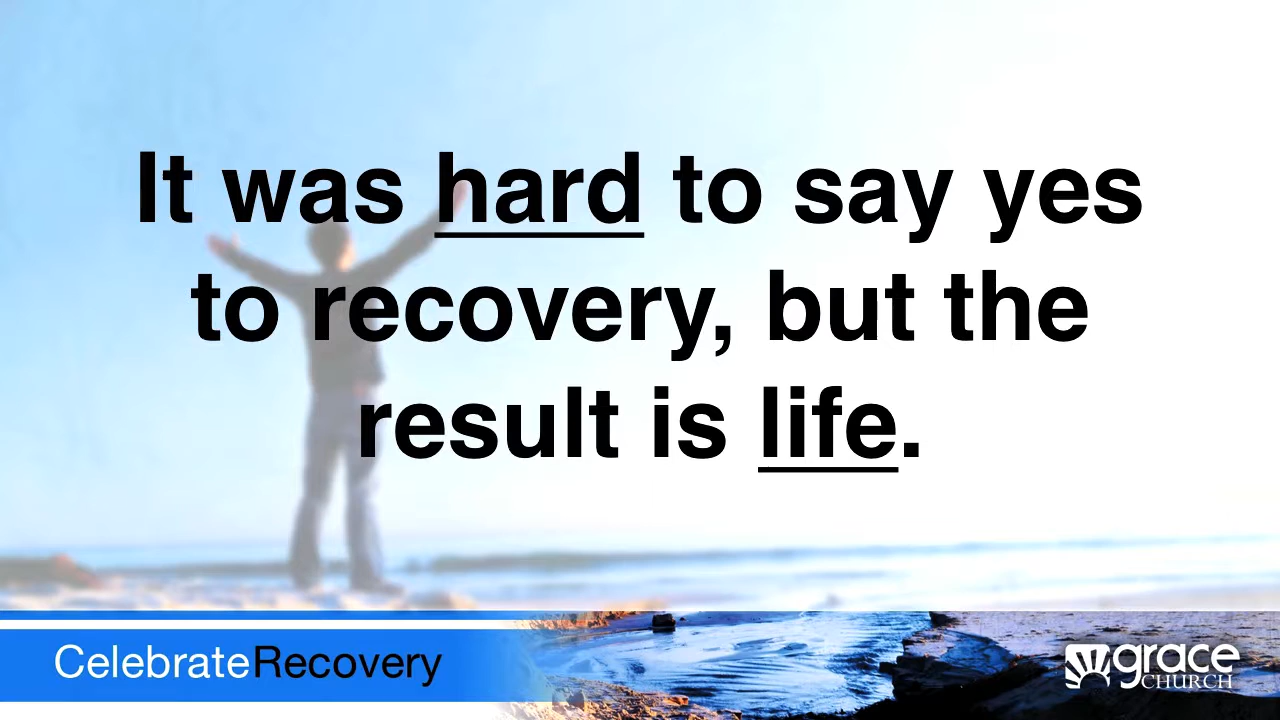 It was hard to say yes
to recovery, but the
result is life.
CelebrateRecovery
grace
CHURCH